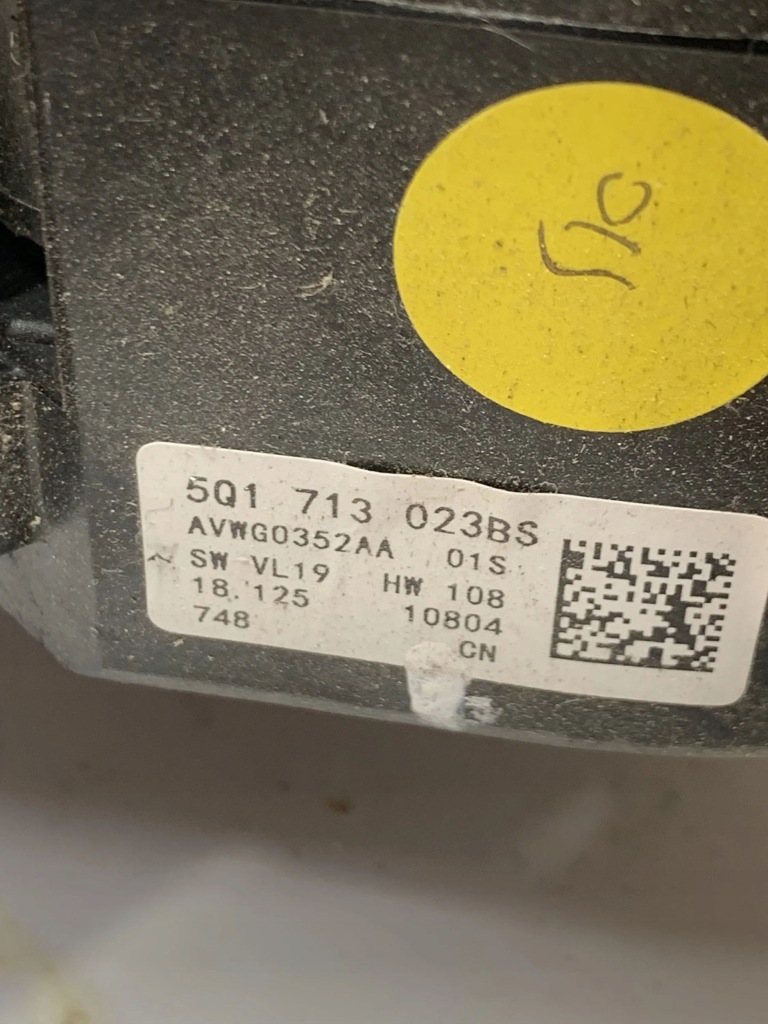 5Q1 713 023BS
AVWG0352AA 01S
SW VL19 HW 108
18.125 10804
748 CN